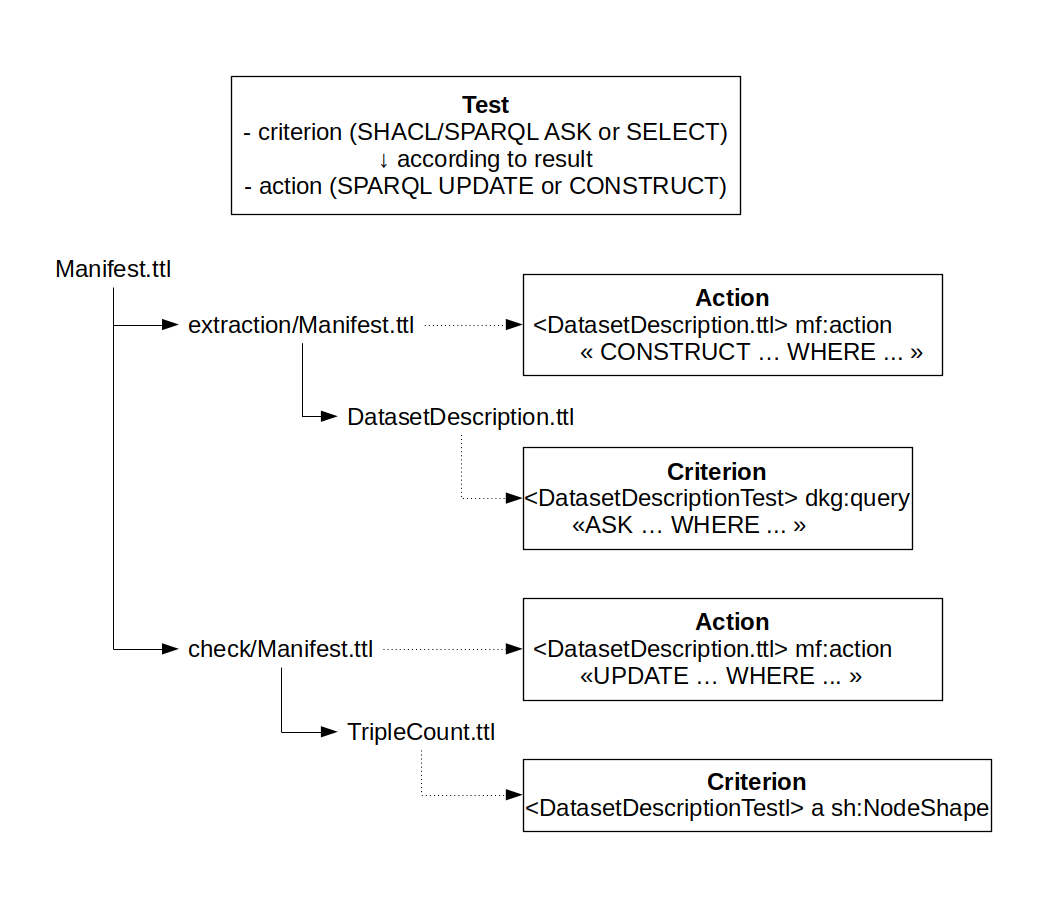 Test
- criterion (SHACL/SPARQL ASK or SELECT)
↓ according to result
- action (SPARQL UPDATE or CONSTRUCT)
Manifest.ttl
extraction/Manifest.ttl
Action
<DatasetDescription.ttl> mf:action
« CONSTRUCT … WHERE ... »
DatasetDescription.ttl
Criterion
<DatasetDescriptionTest> dkg:query
«ASK … WHERE ... »
check/Manifest.ttl
Action
<DatasetDescription.ttl> mf:action
«UPDATE … WHERE ... »
TripleCount.ttl
Criterion
<DatasetDescriptionTestl> a sh:NodeShape